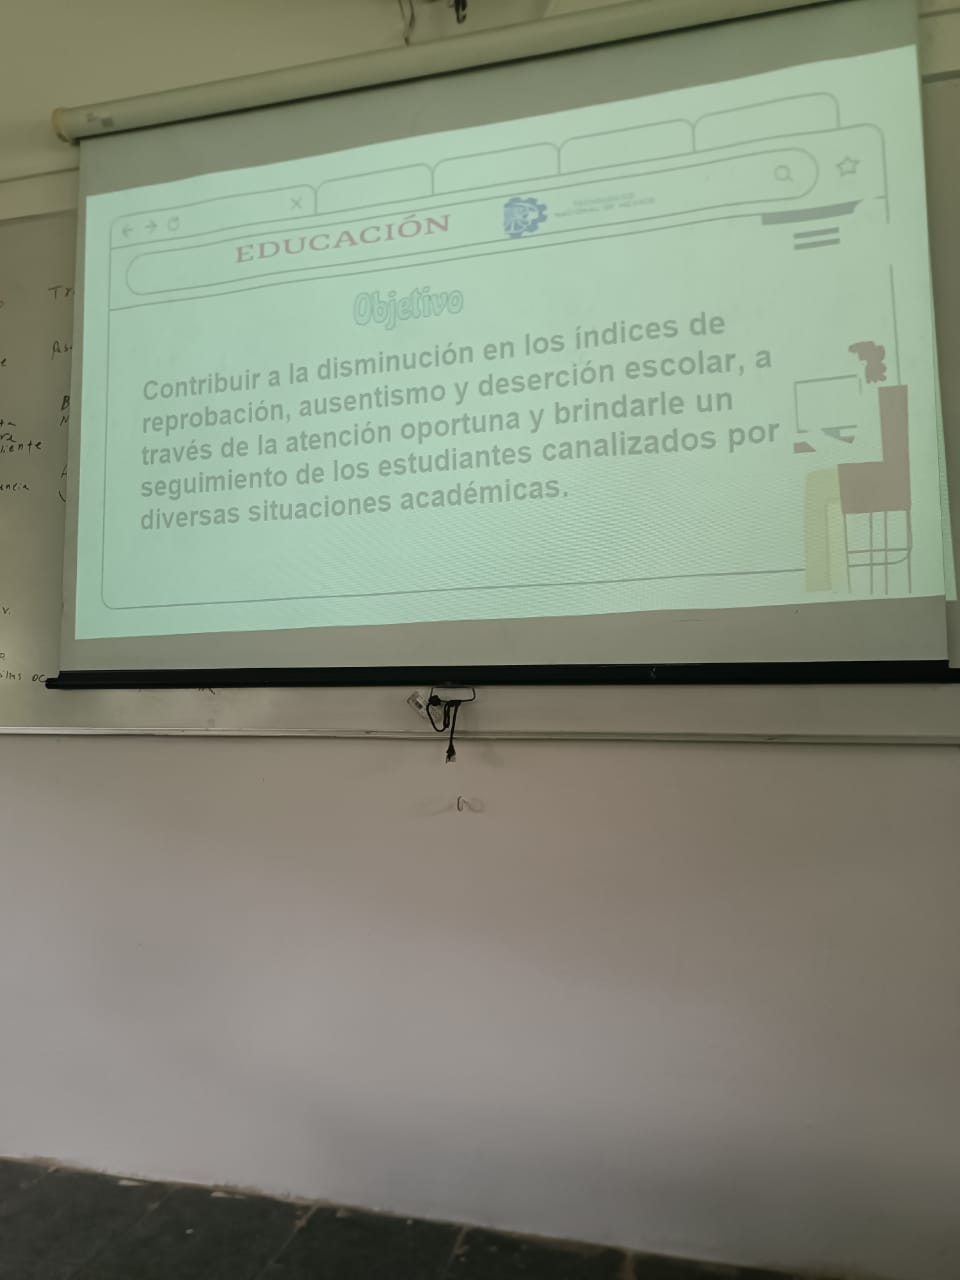 EDUCACIÓN
TECNOLÓGICO
NACIONAL DE MÉXICO
Objetivo
Contribuir a la disminución en los índices de
reprobación, ausentismo y deserción escolar, a
través de la atención oportuna y brindarle un
seguimiento de los estudiantes canalizados por
diversas situaciones académicas.